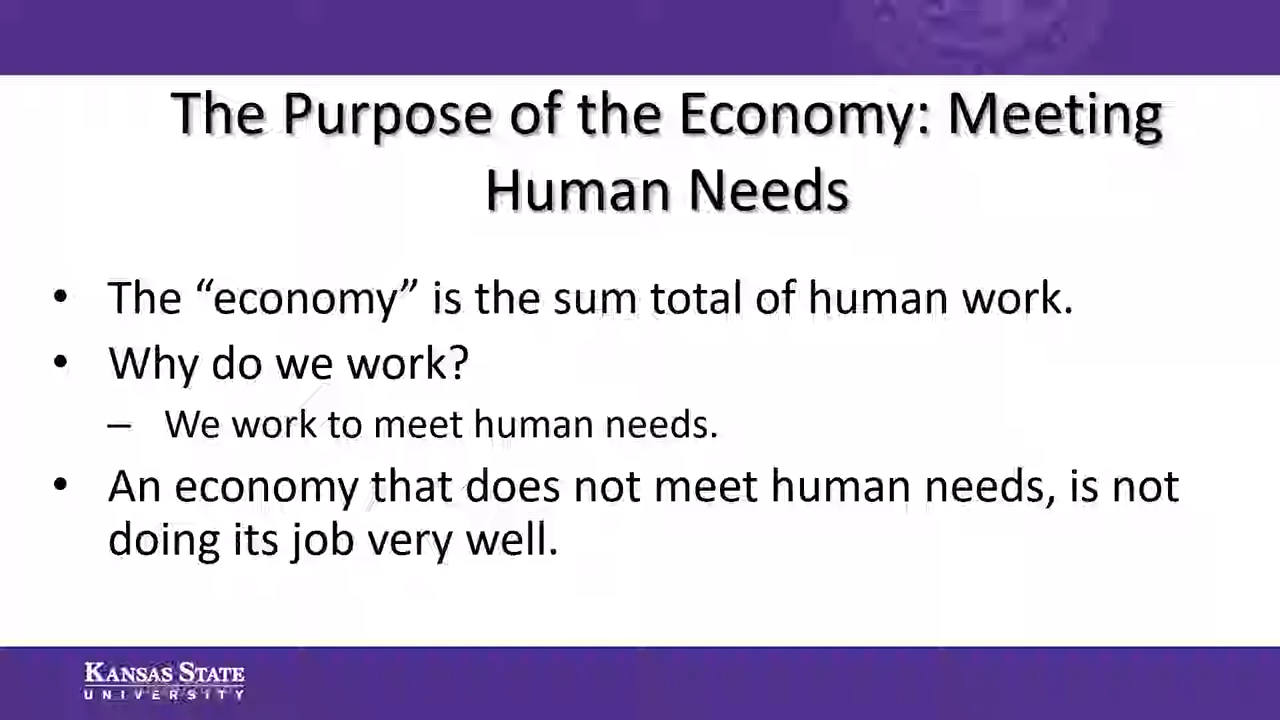 The Purpose of the Economy: Meeting
Human Needs
• The “economy” is the sum total of human work.
• Why do we work?
– We work to meet human needs.
• An economy that does not meet human needs, is not
doing its job very well.
KANSAS STATE
UNIVERSITY